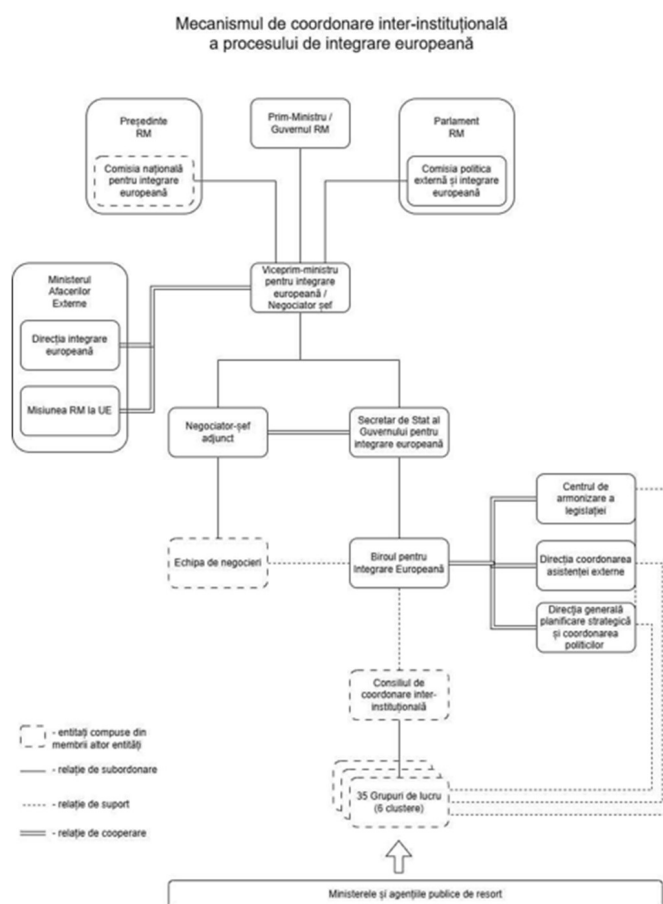 Mecanismul de coordonare inter-instituțională
a procesului de integrare europeană
Președinte
RM
Comisia națională
pentru integrare
europeană
Prim-Ministru /
Guvernul RM
Parlament
RM
Comisia politica
externă și integrare
europeană
Viceprim-ministru
pentru integrare
europeană /
Negociator șef
Ministerul
Afacerilor
Externe
Direcția integrare
europeană
Misiunea RM la UE
Negociator-șef
adjunct
Secretar de Stat al
Guvernului pentru
integrare europeană
Echipa de negocieri
Biroul pentru
Integrare Europeană
Centrul de
armonizare a
legislației
Direcția coordonarea
asistenței externe
Direcția generală
planificare strategică
și coordonarea
politicilor
Consiliul de
coordonare inter-
instituțională
35 Grupuri de lucru
(6 clustere)
- entitați compuse din
membrii altor entități
- relație de subordonare
- relație de suport
- relație de cooperare
Ministerele și agențiile publice de resort